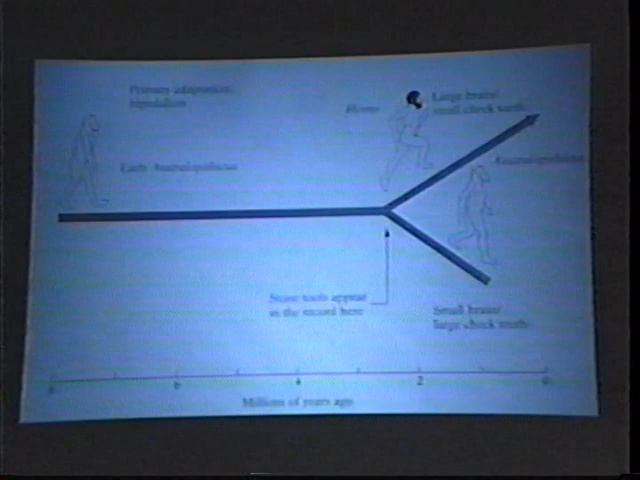 Primary adaptation:
bipedalism
Homo
Large brain/
small cheek teeth
Early Australopithecus
Australopithecus
Stone tools appear
in the record here
Small brain/
large cheek teeth
8 6 4 2 0
Millions of years ago